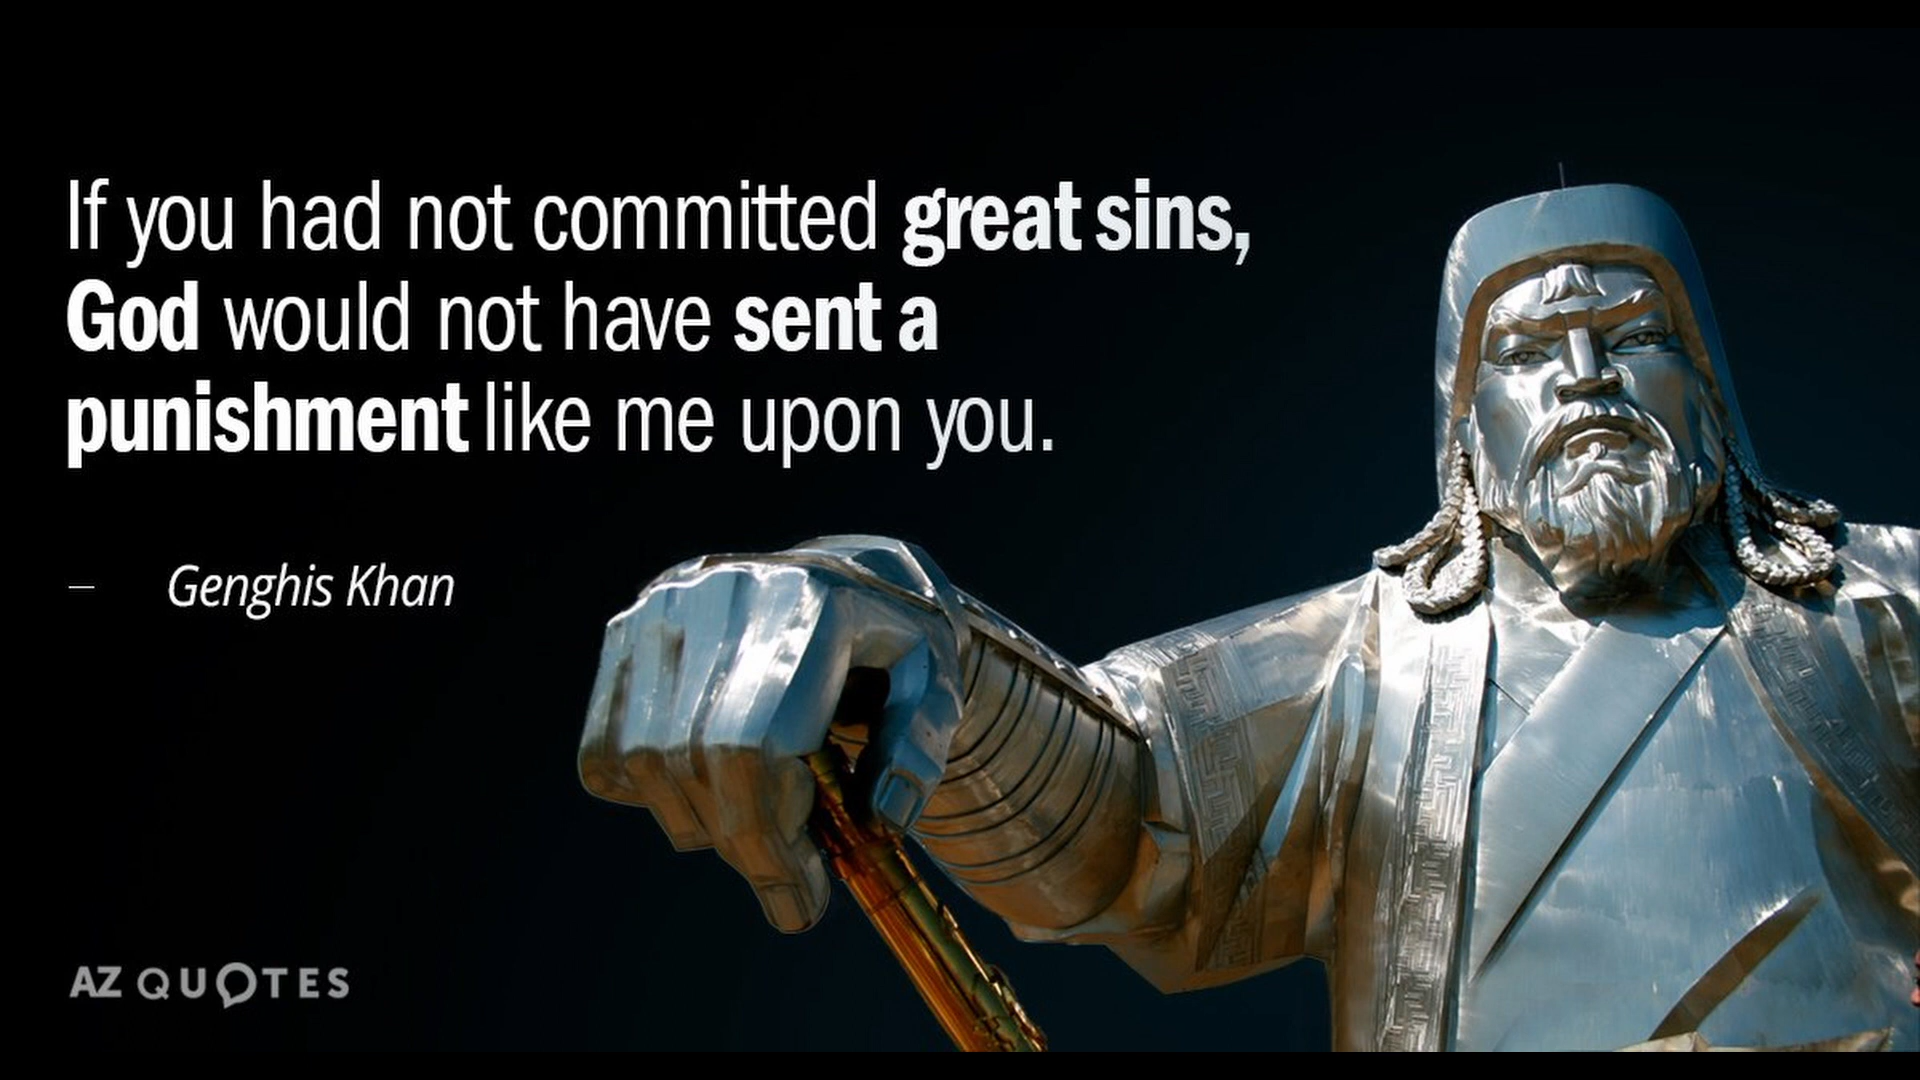 If you had not committed great sins,
God would not have sent a
punishment like me upon you.
— Genghis Khan
AZ QUOTES